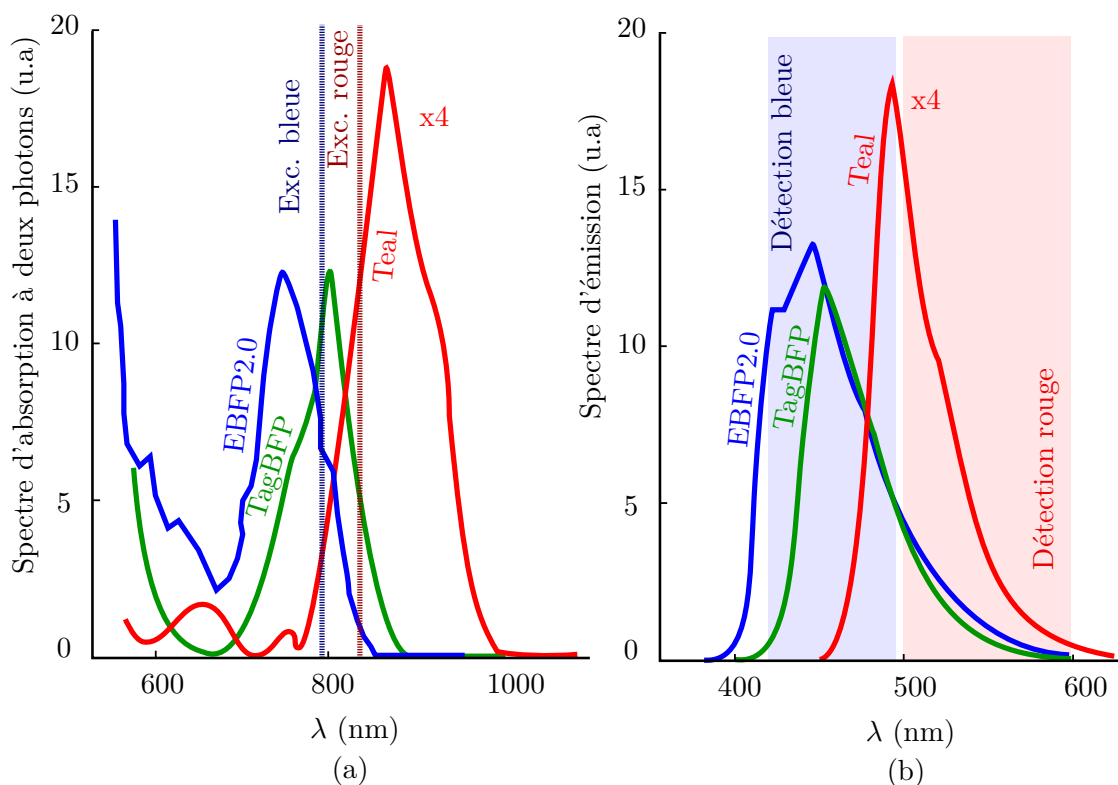 Spectre d'absorption à deux photons (u.a)
20
15
10
5
0
Exc. bleue
Exc. rouge
x4
Teal
EBFP2.0
TagBFP
600
800
1000
λ (nm)
(a)
Spectre d'émission (u.a)
20
15
10
5
0
Détection bleue
Teal
x4
EBFP2.0
TagBFP
Détection rouge
400
500
600
λ (nm)
(b)